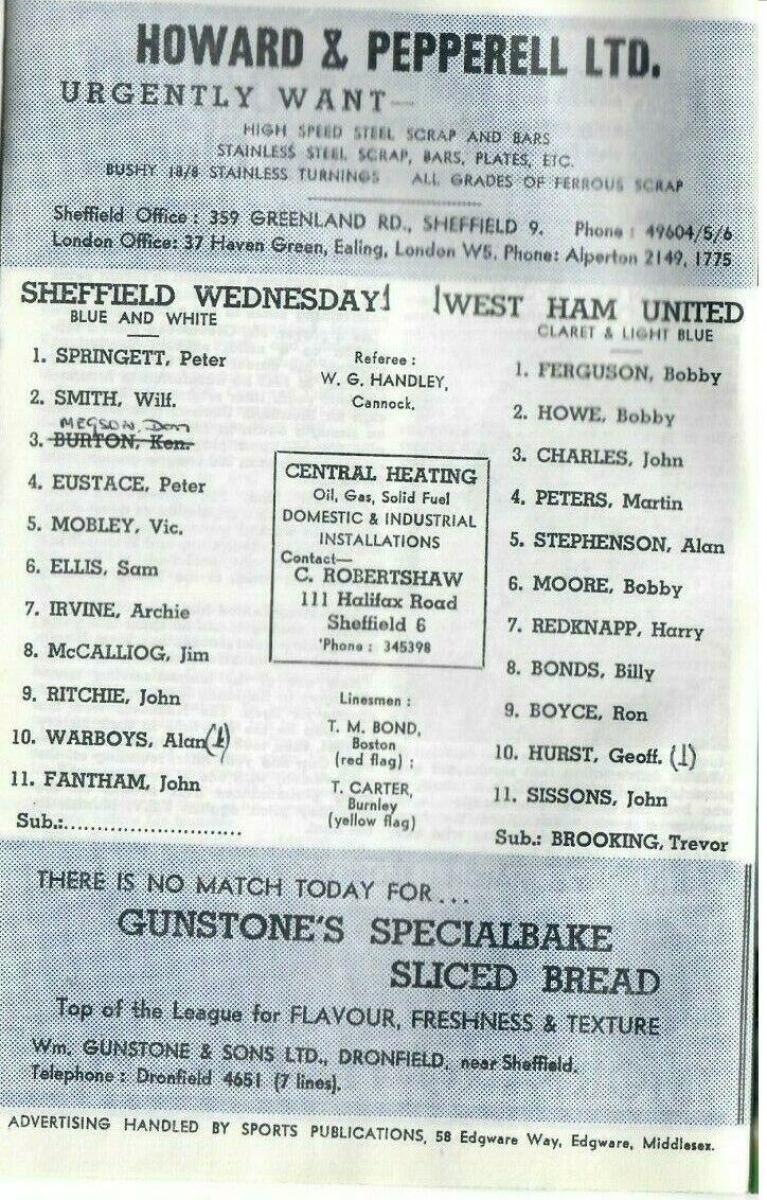 HOWARD & PEPPERELL LTD.
URGENTLY WANT—
HIGH SPEED STEEL SCRAP AND BARS
STAINLESS STEEL SCRAP, BARS, PLATES, ETC.
BUSHY 18/8 STAINLESS TURNINGS ALL GRADES OF FERROUS SCRAP
Sheffield Office : 359 GREENLAND RD., SHEFFIELD 9. Phone : 49604/5/6
London Office: 37 Haven Green, Ealing, London W5. Phone: Alperton 2149, 1775
SHEFFIELD WEDNESDAY 1
BLUE AND WHITE
1. SPRINGETT, Peter
2. SMITH, Wilf.
MEGSON, Don
3. BURTON, Ken.
4. EUSTACE, Peter
5. MOBLEY, Vic.
6. ELLIS, Sam
7. IRVINE, Archie
8. McCALLIOG, Jim
9. RITCHIE, John
10. WARBOYS, Alan (1)
11. FANTHAM, John
Sub.:..............................
Referee :
W. G. HANDLEY,
Cannock.
CENTRAL HEATING
Oil, Gas, Solid Fuel
DOMESTIC & INDUSTRIAL
INSTALLATIONS
Contact—
C. ROBERTSHAW
111 Halifax Road
Sheffield 6
'Phone : 345398
Linesmen :
T. M. BOND,
Boston
(red flag) ;
T. CARTER,
Burnley
(yellow flag)
1 WEST HAM UNITED
CLARET & LIGHT BLUE
1. FERGUSON, Bobby
2. HOWE, Bobby
3. CHARLES, John
4. PETERS, Martin
5. STEPHENSON, Alan
6. MOORE, Bobby
7. REDKNAPP, Harry
8. BONDS, Billy
9. BOYCE, Ron
10. HURST, Geoff. (1)
11. SISSONS, John
Sub.: BROOKING, Trevor
THERE IS NO MATCH TODAY FOR...
GUNSTONE'S SPECIALBAKE
SLICED BREAD
Top of the League for FLAVOUR, FRESHNESS & TEXTURE
Wm. GUNSTONE & SONS LTD., DRONFIELD, near Sheffield.
Telephone : Dronfield 4651 (7 lines).
ADVERTISING HANDLED BY SPORTS PUBLICATIONS, 58 Edgware Way, Edgware, Middlesex.